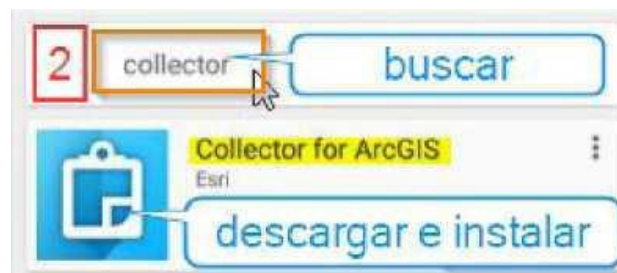 2 collector buscar
Collector for ArcGIS
Esri
descargar e instalar